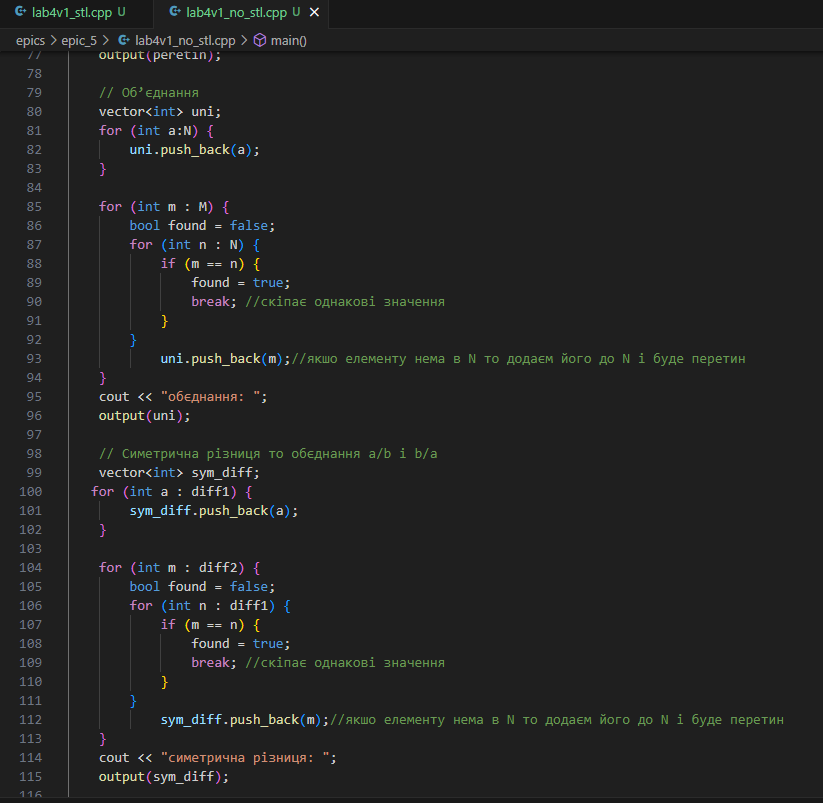 lab4v1_stl.cpp U
lab4v1_no_stl.cpp U
epics > epic_5 > lab4v1_no_stl.cpp > main()
77 output(peretin);
78
79 // Об’єднання
80 vector<int> uni;
81 for (int a:N) {
82 uni.push_back(a);
83 }
84
85 for (int m : M) {
86 bool found = false;
87 for (int n : N) {
88 if (m == n) {
89 found = true;
90 break; //скіпає однакові значення
91 }
92 }
93 uni.push_back(m);//якшо елементу нема в N то додаєм його до N і буде перетин
94 }
95 cout << "обєднання: ";
96 output(uni);
97
98 // Симетрична різниця то обєднання a/b і b/a
99 vector<int> sym_diff;
100 for (int a : diff1) {
101 sym_diff.push_back(a);
102 }
103
104 for (int m : diff2) {
105 bool found = false;
106 for (int n : diff1) {
107 if (m == n) {
108 found = true;
109 break; //скіпає однакові значення
110 }
111 }
112 sym_diff.push_back(m);//якшо елементу нема в N то додаєм його до N і буде перетин
113 }
114 cout << "симетрична різниця: ";
115 output(sym_diff);
116